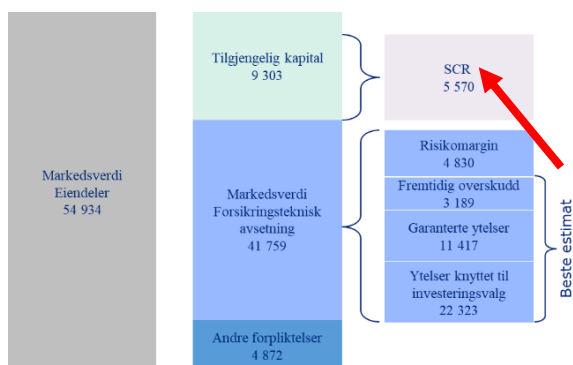 Markedsverdi
Eiendeler
54 934
Tilgjengelig kapital
9 303
Markedsverdi
Forsikringsteknisk
avsetning
41 759
Andre forpliktelser
4 872
SCR
5 570
Risikomargin
4 830
Fremtidig overskudd
3 189
Garanterte ytelser
11 417
Ytelser knyttet til
investeringsvalg
22 323
Beste estimat